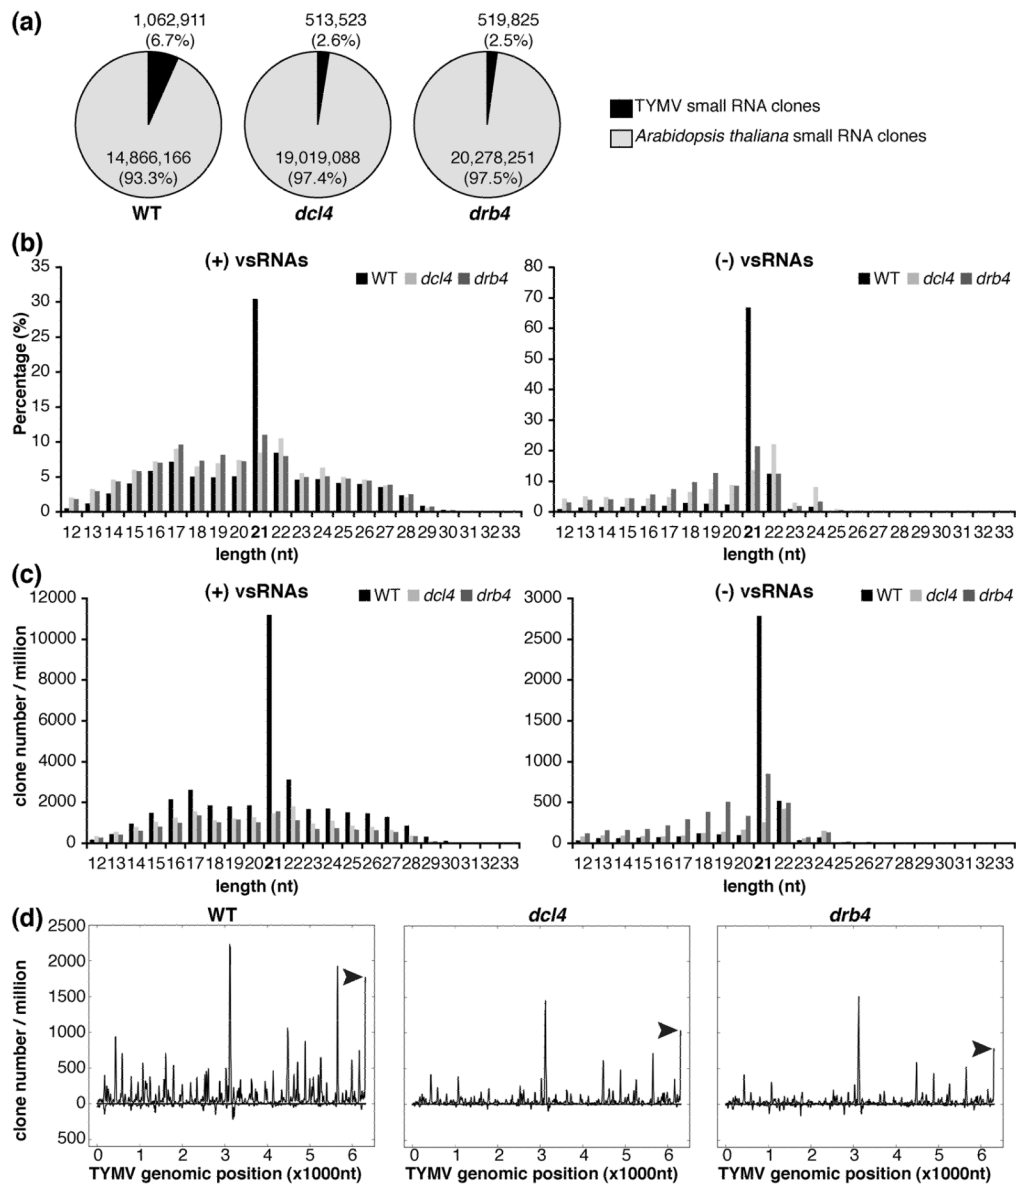 (a)
1,062,911
(6.7%)
14,866,166
(93.3%)
WT
513,523
(2.6%)
19,019,088
(97.4%)
dcl4
519,825
(2.5%)
20,278,251
(97.5%)
drb4
TYMV small RNA clones
Arabidopsis thaliana small RNA clones
(b)
(+) vsRNAs
WT dcl4 drb4
Percentage (%)
35
30
25
20
15
10
5
0
12 13 14 15 16 17 18 19 20 21 22 23 24 25 26 27 28 29 30 31 32 33
length (nt)
(-) vsRNAs
WT dcl4 drb4
80
70
60
50
40
30
20
10
0
12 13 14 15 16 17 18 19 20 21 22 23 24 25 26 27 28 29 30 31 32 33
length (nt)
(c)
(+) vsRNAs
WT dcl4 drb4
clone number / million
12000
10000
8000
6000
4000
2000
0
12 13 14 15 16 17 18 19 20 21 22 23 24 25 26 27 28 29 30 31 32 33
length (nt)
(-) vsRNAs
WT dcl4 drb4
3000
2500
2000
1500
1000
500
0
12 13 14 15 16 17 18 19 20 21 22 23 24 25 26 27 28 29 30 31 32 33
length (nt)
(d)
WT
clone number / million
2500
2000
1500
1000
500
0
500
0 1 2 3 4 5 6
TYMV genomic position (x1000nt)
dcl4
0 1 2 3 4 5 6
TYMV genomic position (x1000nt)
drb4
0 1 2 3 4 5 6
TYMV genomic position (x1000nt)